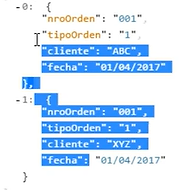 -0: {
"nroOrden": "001",
"tipoOrden": "1",
"cliente": "ABC",
"fecha": "01/04/2017"
},
-1: {
"nroOrden": "001",
"tipoOrden": "1",
"cliente": "XYZ",
"fecha": "01/04/2017"
}